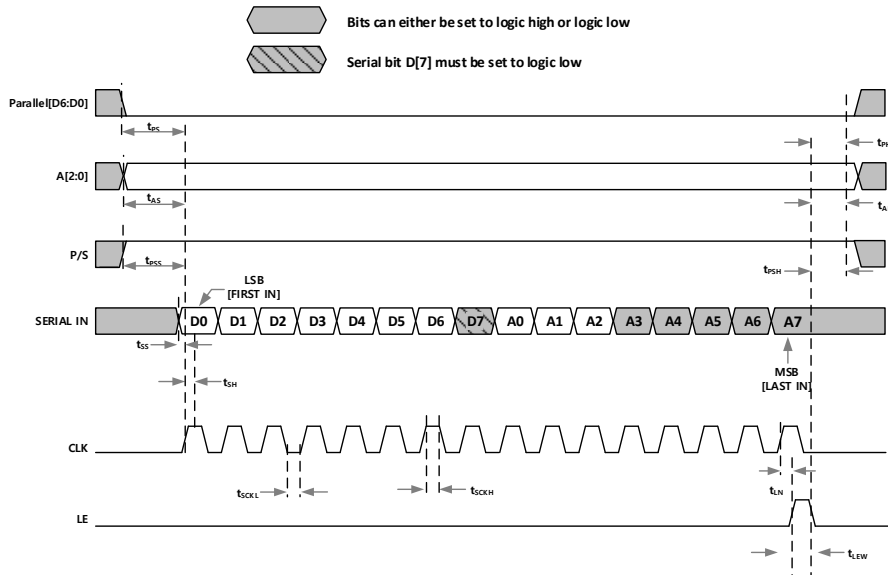 Bits can either be set to logic high or logic low
Serial bit D[7] must be set to logic low
Parallel[D6:D0]
tPS
tPH
A[2:0]
tAS
tA
P/S
tPSS
tPSH
LSB
[FIRST IN]
SERIAL IN
D0 D1 D2 D3 D4 D5 D6 D7 A0 A1 A2 A3 A4 A5 A6 A7
tSS
tSH
MSB
[LAST IN]
CLK
tSCKL
tSCKH
tLN
LE
tLEW